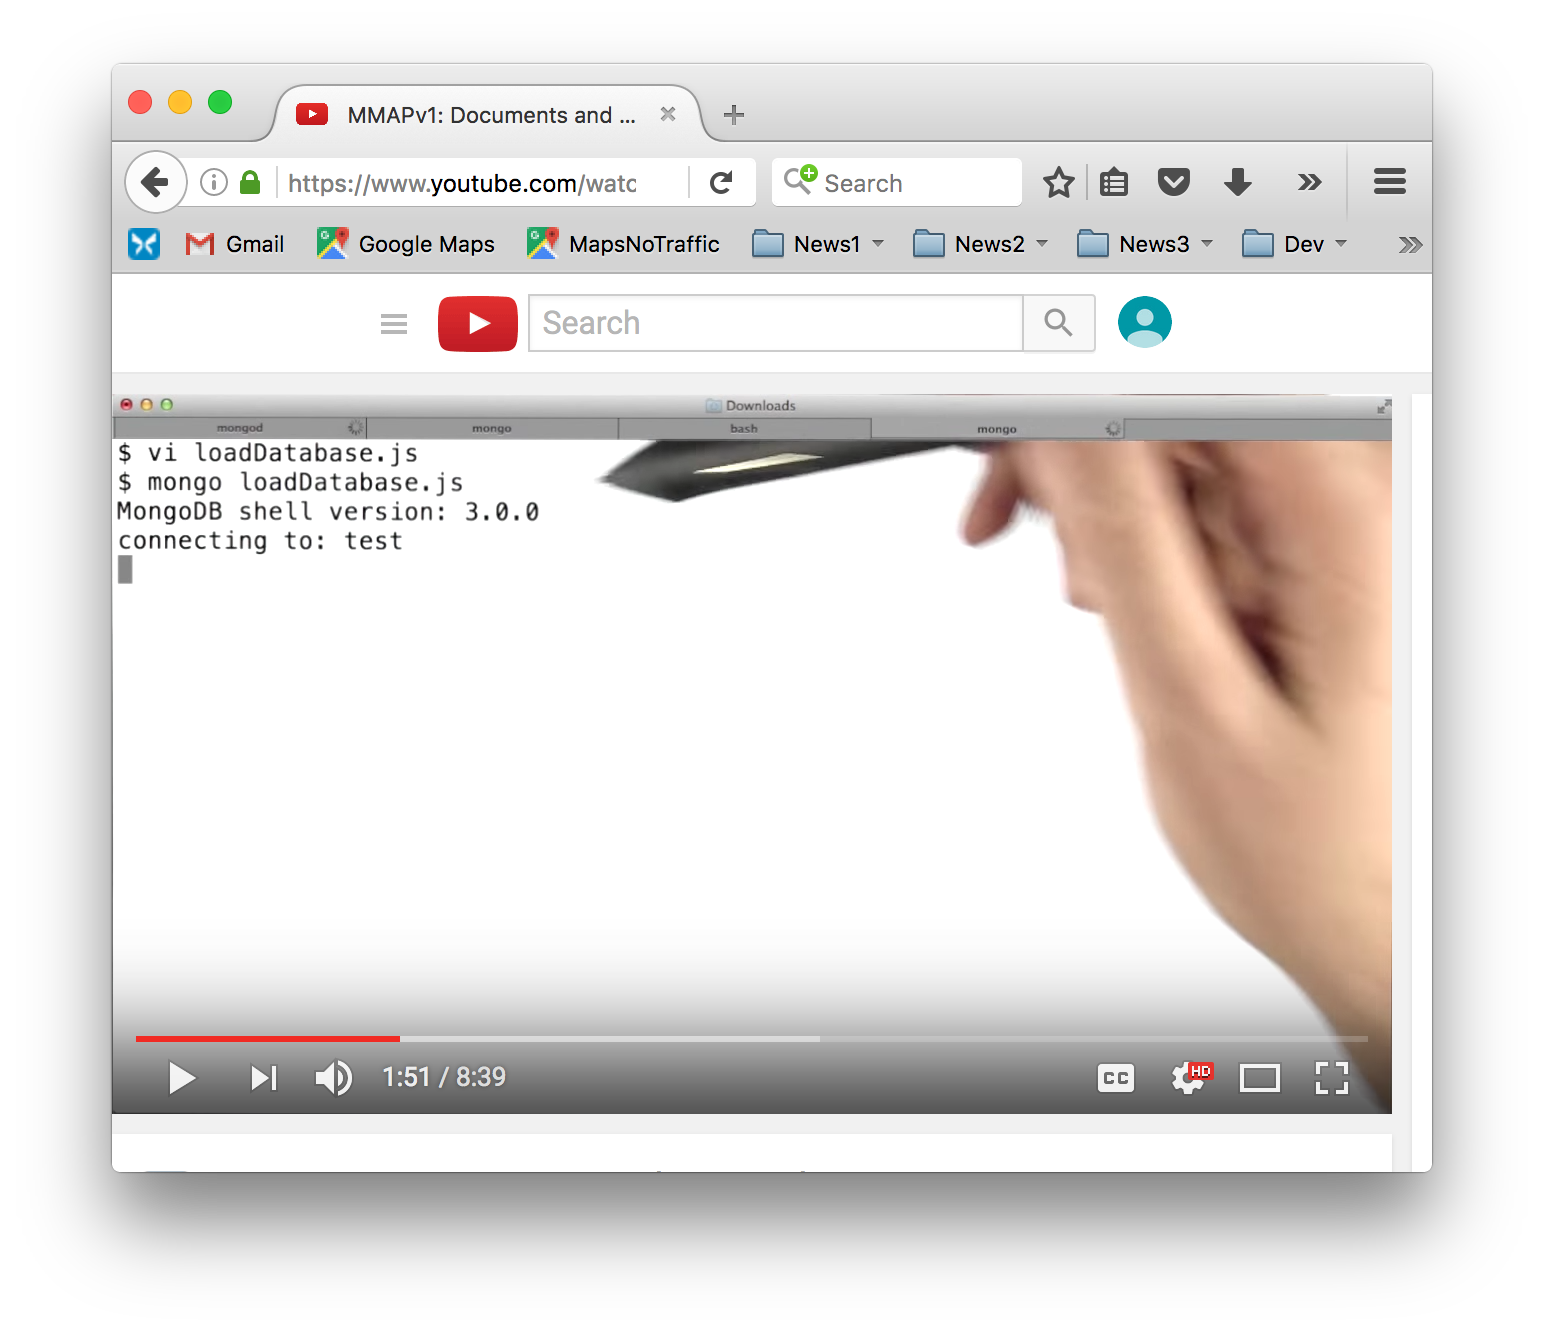 MMAPv1: Documents and ...
https://www.youtube.com/watc
Search
Gmail
Google Maps
MapsNoTraffic
News1
News2
News3
Dev
Search
Downloads
mongod
mongo
bash
mongo
$ vi loadDatabase.js
$ mongo loadDatabase.js
MongoDB shell version: 3.0.0
connecting to: test
1:51 / 8:39
CC
HD